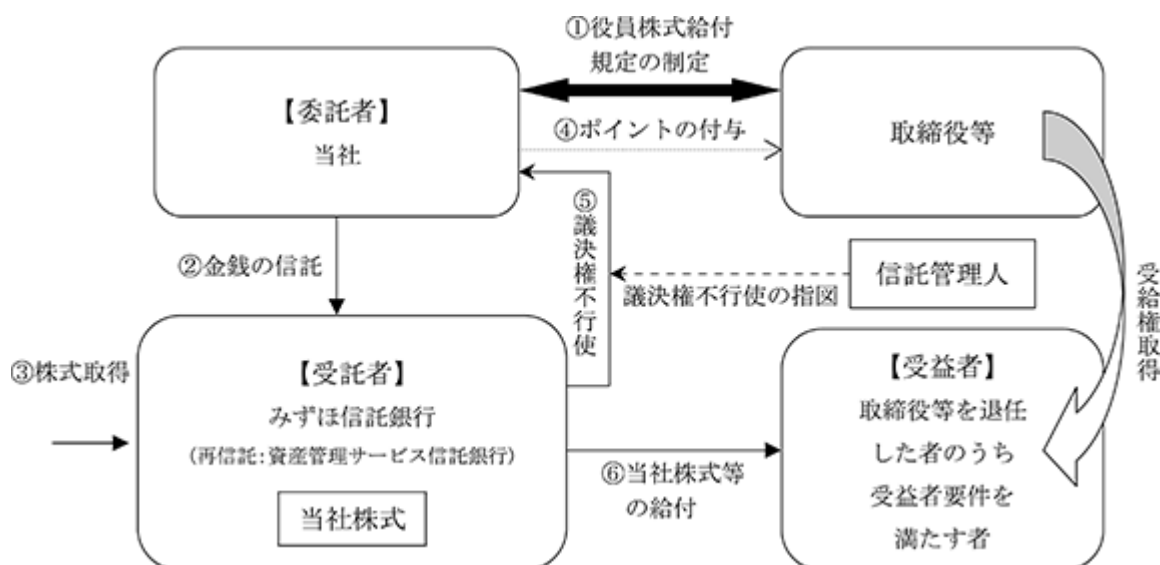 ①役員株式給付
規定の制定
【委託者】
当社
④ポイントの付与
取締役等
②金銭の信託
⑤議決権不行使
議決権不行使の指図
信託管理人
受給権取得
③株式取得
【受託者】
みずほ信託銀行
(再信託:資産管理サービス信託銀行)
当社株式
⑥当社株式等
の給付
【受益者】
取締役等を退任
した者のうち
受益者要件を
満たす者